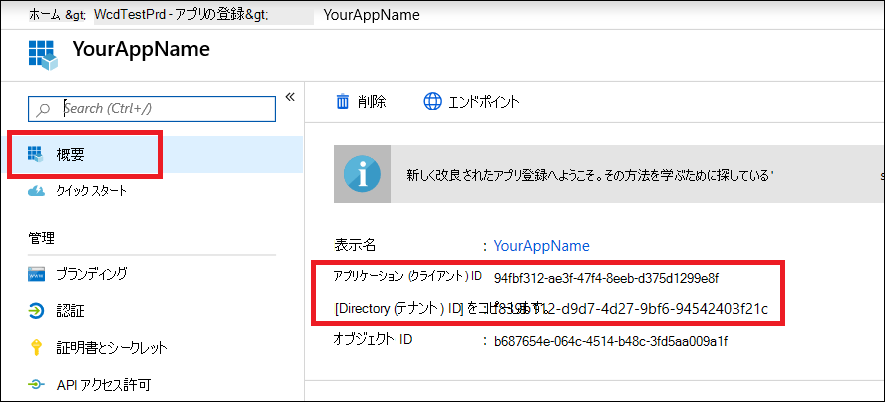 ホーム &gt; WcdTestPrd - アプリの登録&gt; YourAppName
YourAppName
Search (Ctrl+/)
«
概要
クイック スタート
管理
ブランディング
認証
証明書とシークレット
API アクセス許可
削除 エンドポイント
新しく改良されたアプリ登録へようこそ。その方法を学ぶために探している'
表示名 : YourAppName
アプリケーション (クライアント) ID 94fbf312-ae3f-47f4-8eeb-d375d1299e8f
[Directory (テナント) ID] をコピーします。 12-d9d7-4d27-9bf6-94542403f21c
オブジェクト ID : b687654e-064c-4514-b48c-3fd5aa009a1f